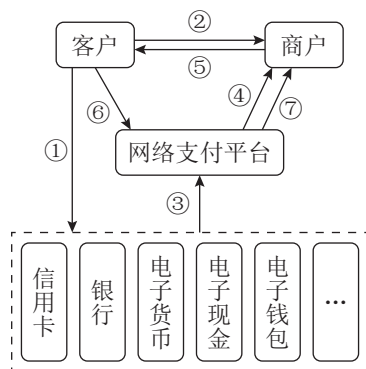 客户
②
商户
⑤
①
⑥
④
⑦
网络支付平台
③
信用卡
银行
电子货币
电子现金
电子钱包
...